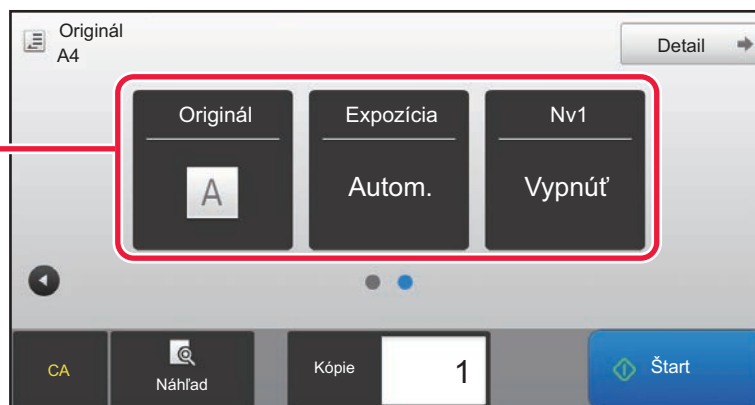 Originál
A4
Detail
Originál
Expozícia
Nv1
A
Autom.
Vypnúť
CA
Náhľad
Kópie
1
Štart